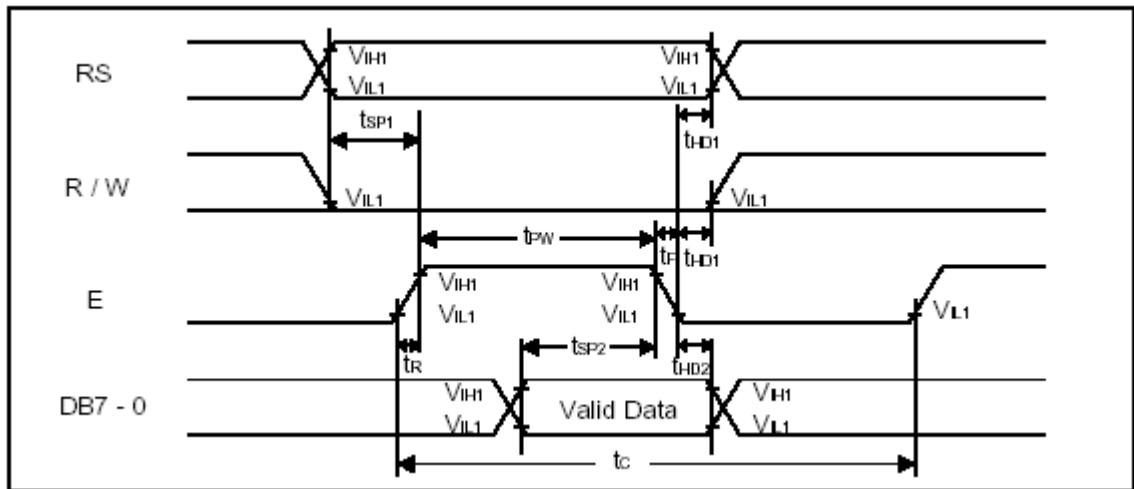 RS
VIH1 VIH1
VIL1 VIL1
tSP1
tHD1
R / W
VIL1 VIL1
tPW tF tHD1
E
VIH1 VIH1
VIL1 VIL1
VIL1
tR
tSP2
tHD2
DB7 - 0
VIH1 VIH1
Valid Data
VIL1 VIL1
tC